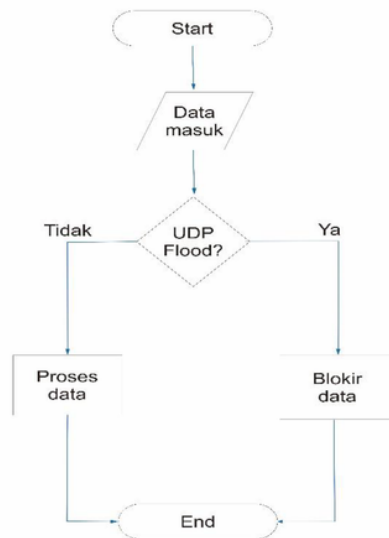 Start
Data
masuk
UDP
Flood?
Tidak
Ya
Proses
data
Blokir
data
End